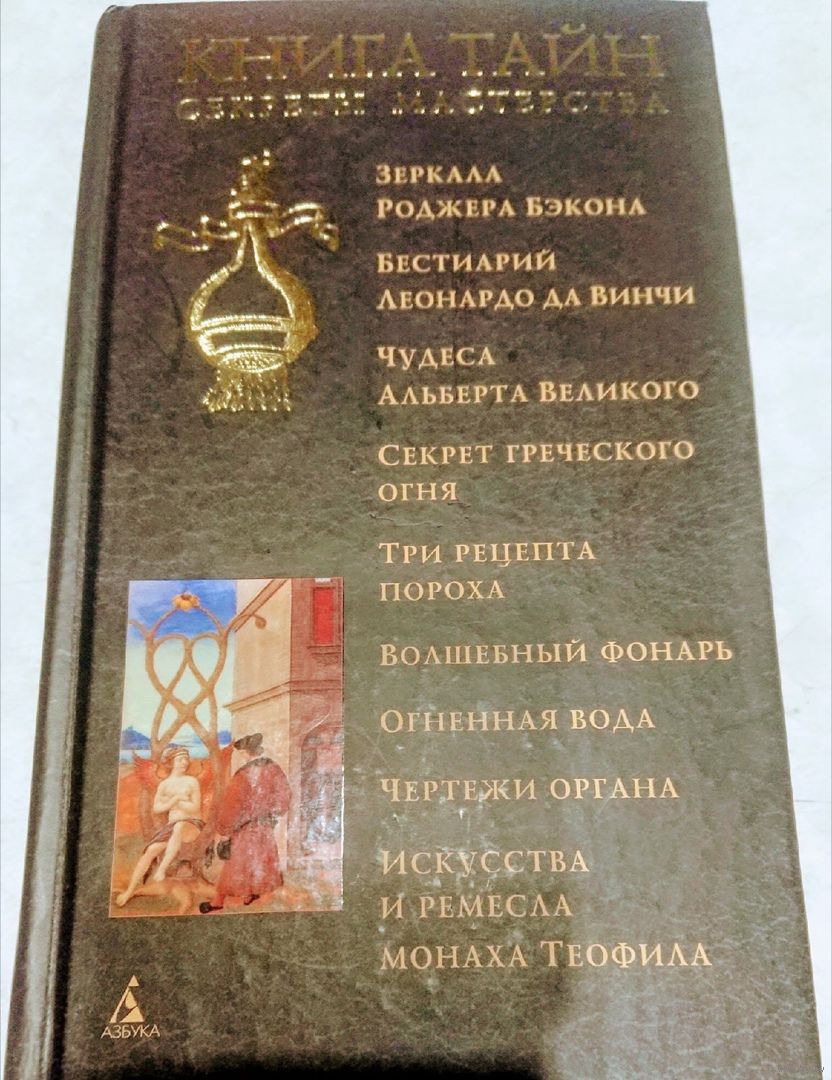 КНИГА ТАЙН
СЕКРЕТЫ МАСТЕРСТВА
ЗЕРКАЛА
РОДЖЕРА БЭКОНА
БЕСТИАРИЙ
ЛЕОНАРДО ДА ВИНЧИ
ЧУДЕСА
АЛЬБЕРТА ВЕЛИКОГО
СЕКРЕТ ГРЕЧЕСКОГО
ОГНЯ
ТРИ РЕЦЕПТА
ПОРОХА
ВОЛШЕБНЫЙ ФОНАРЬ
ОГНЕННАЯ ВОДА
ЧЕРТЕЖИ ОРГАНА
ИСКУССТВА
И РЕМЕСЛА
МОНАХА ТЕОФИЛА
АЗБУКА